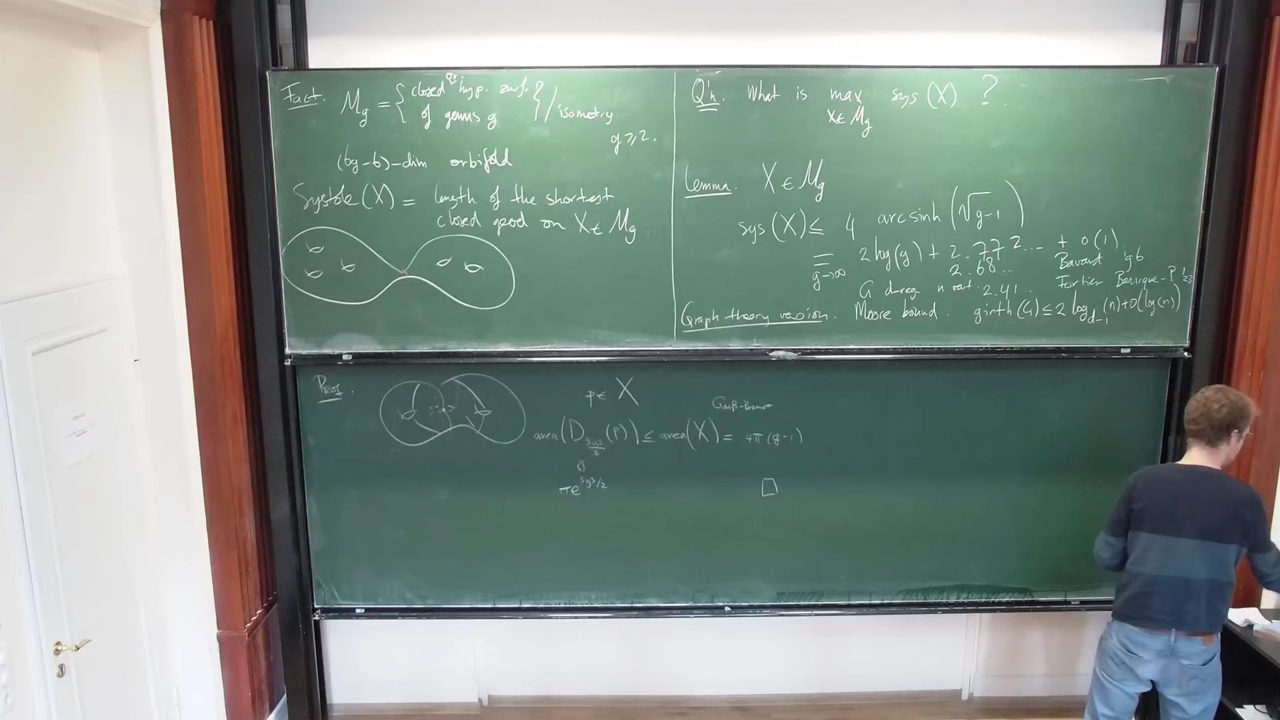 Fact. M_g = { closed or. hyp. surf. of genus g } / isometry
g ≥ 2.
(6g-6)-dim orbifold
Systole (X) = length of the shortest
closed geod on X ∈ M_g.
Q'n. What is max sys (X) ?
X ∈ M_g
Lemma. X ∈ M_g
sys (X) ≤ 4 arcsinh (√g-1)
= 2 log(g) + 2.772... + o(1)
g→∞
2.68.. Bavard '96
2.41.. Fortier Bourque-P '23
G d-reg n vert.
Graph theory version. Moore bound. girth (G) ≤ 2 log_{d-1}(n) + o(log(n))
Proof.
p ∈ X
Gauß-Bonnet
area (D_{sys/2}(p)) ≤ area(X) = 4π(g-1)
πe^{sys/2} □